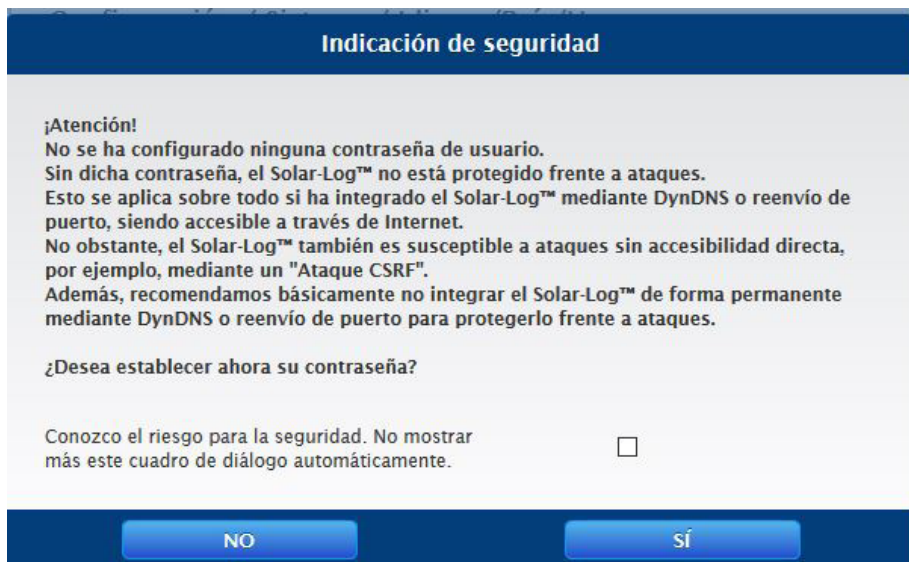 Indicación de seguridad
¡Atención!
No se ha configurado ninguna contraseña de usuario.
Sin dicha contraseña, el Solar-Log™ no está protegido frente a ataques.
Esto se aplica sobre todo si ha integrado el Solar-Log™ mediante DynDNS o reenvío de
puerto, siendo accesible a través de Internet.
No obstante, el Solar-Log™ también es susceptible a ataques sin accesibilidad directa,
por ejemplo, mediante un "Ataque CSRF".
Además, recomendamos básicamente no integrar el Solar-Log™ de forma permanente
mediante DynDNS o reenvío de puerto para protegerlo frente a ataques.
¿Desea establecer ahora su contraseña?
Conozco el riesgo para la seguridad. No mostrar
más este cuadro de diálogo automáticamente.
NO
SÍ